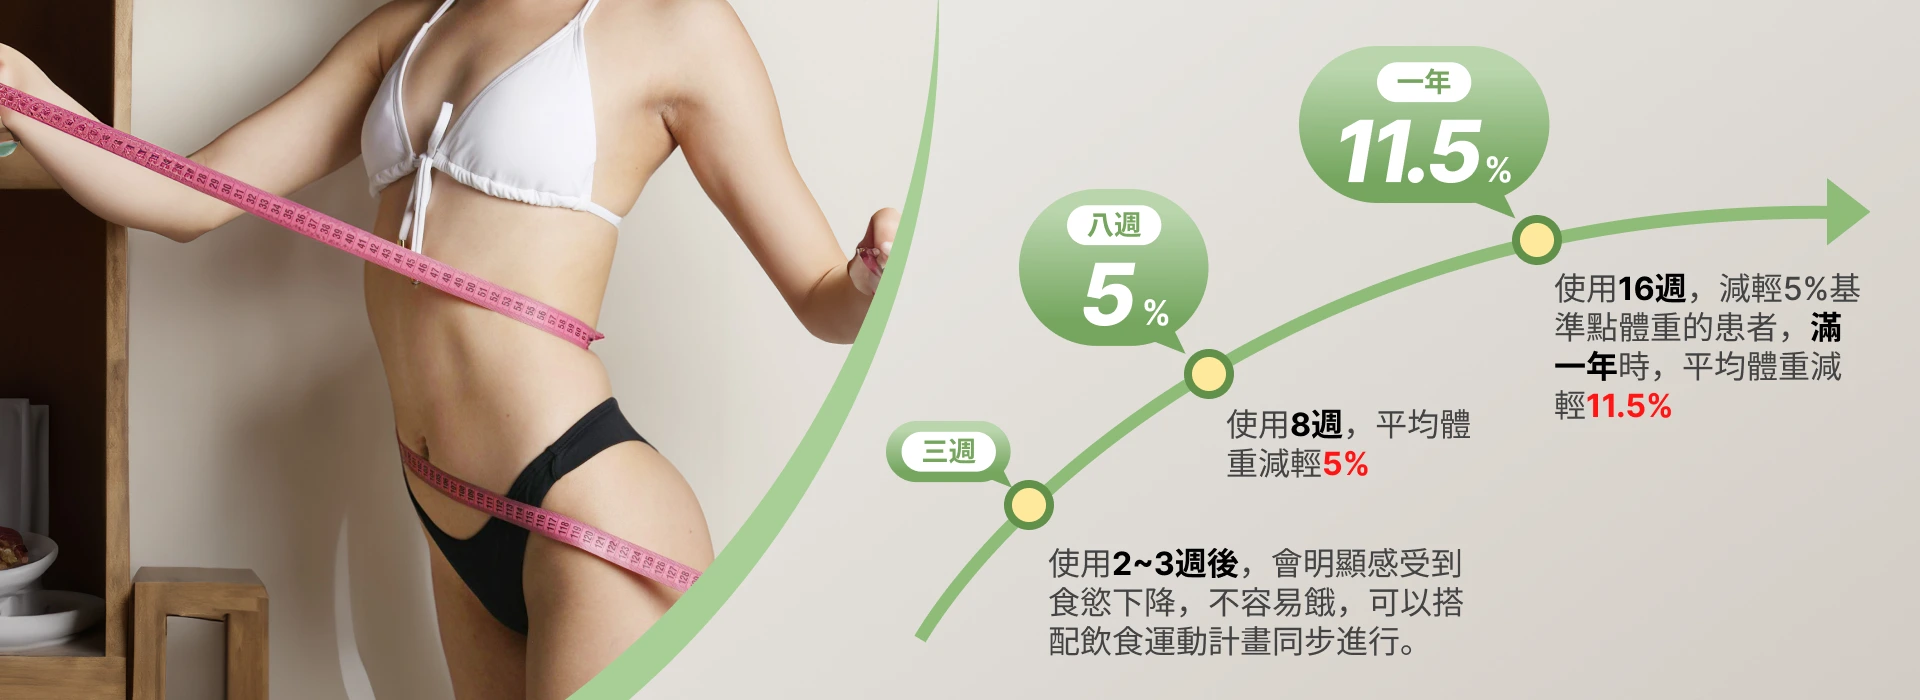 一年
11.5%
八週
5%
三週
使用16週，減輕5%基
準點體重的患者，滿
一年時，平均體重減
輕11.5%
使用8週，平均體
重減輕5%
使用2~3週後，會明顯感受到
食慾下降，不容易餓，可以搭
配飲食運動計畫同步進行。